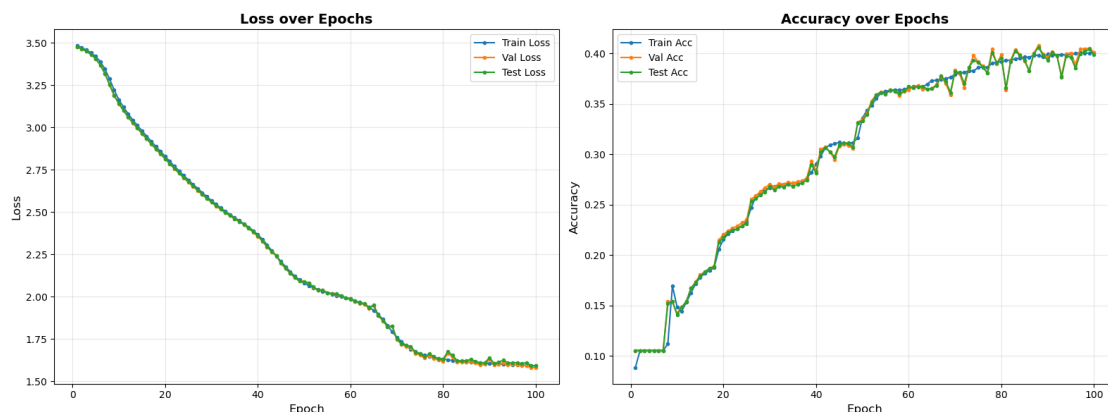 Loss over Epochs
Train Loss
Val Loss
Test Loss
3.50
3.25
3.00
2.75
2.50
2.25
2.00
1.75
1.50
Loss
0
20
40
60
80
100
Epoch
Accuracy over Epochs
Train Acc
Val Acc
Test Acc
0.40
0.35
0.30
0.25
0.20
0.15
0.10
Accuracy
0
20
40
60
80
100
Epoch